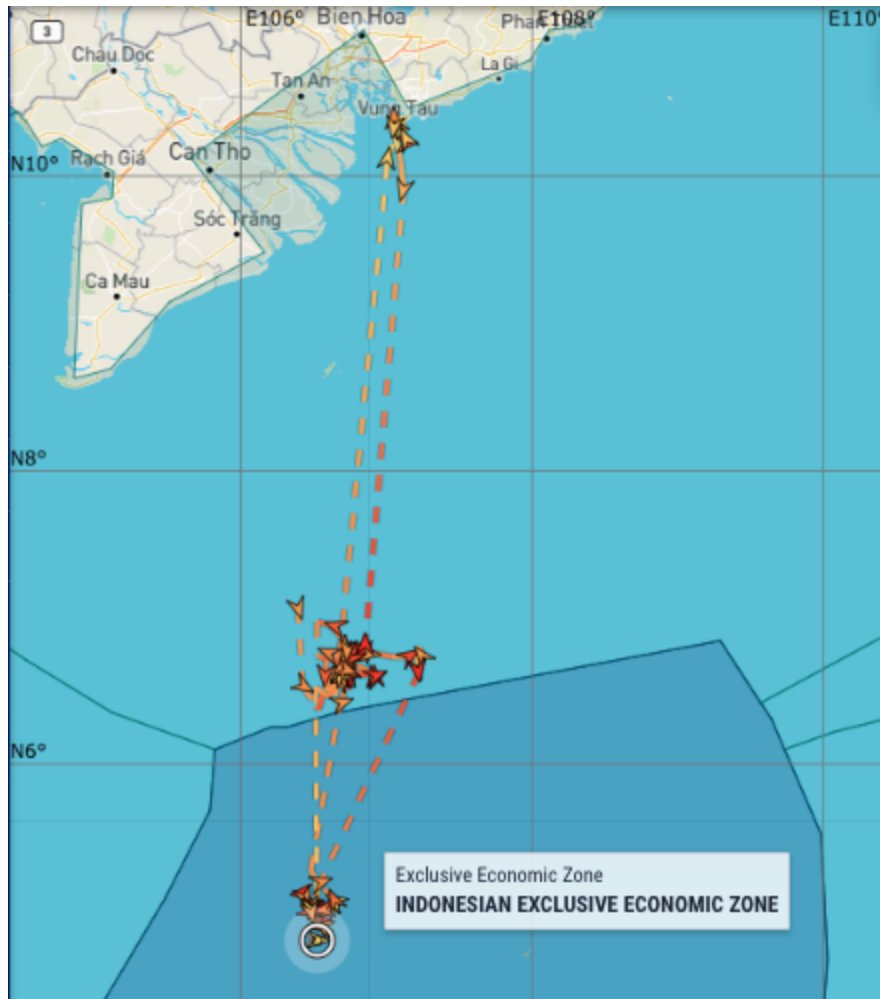 E106°
Bien Hoa
E108°
E110°
3
Chau Doc
La Gi
Tan An
Vung Tau
N10°
Rạch Giá
Can Tho
Sóc Trăng
Ca Mau
N8°
N6°
Exclusive Economic Zone
INDONESIAN EXCLUSIVE ECONOMIC ZONE